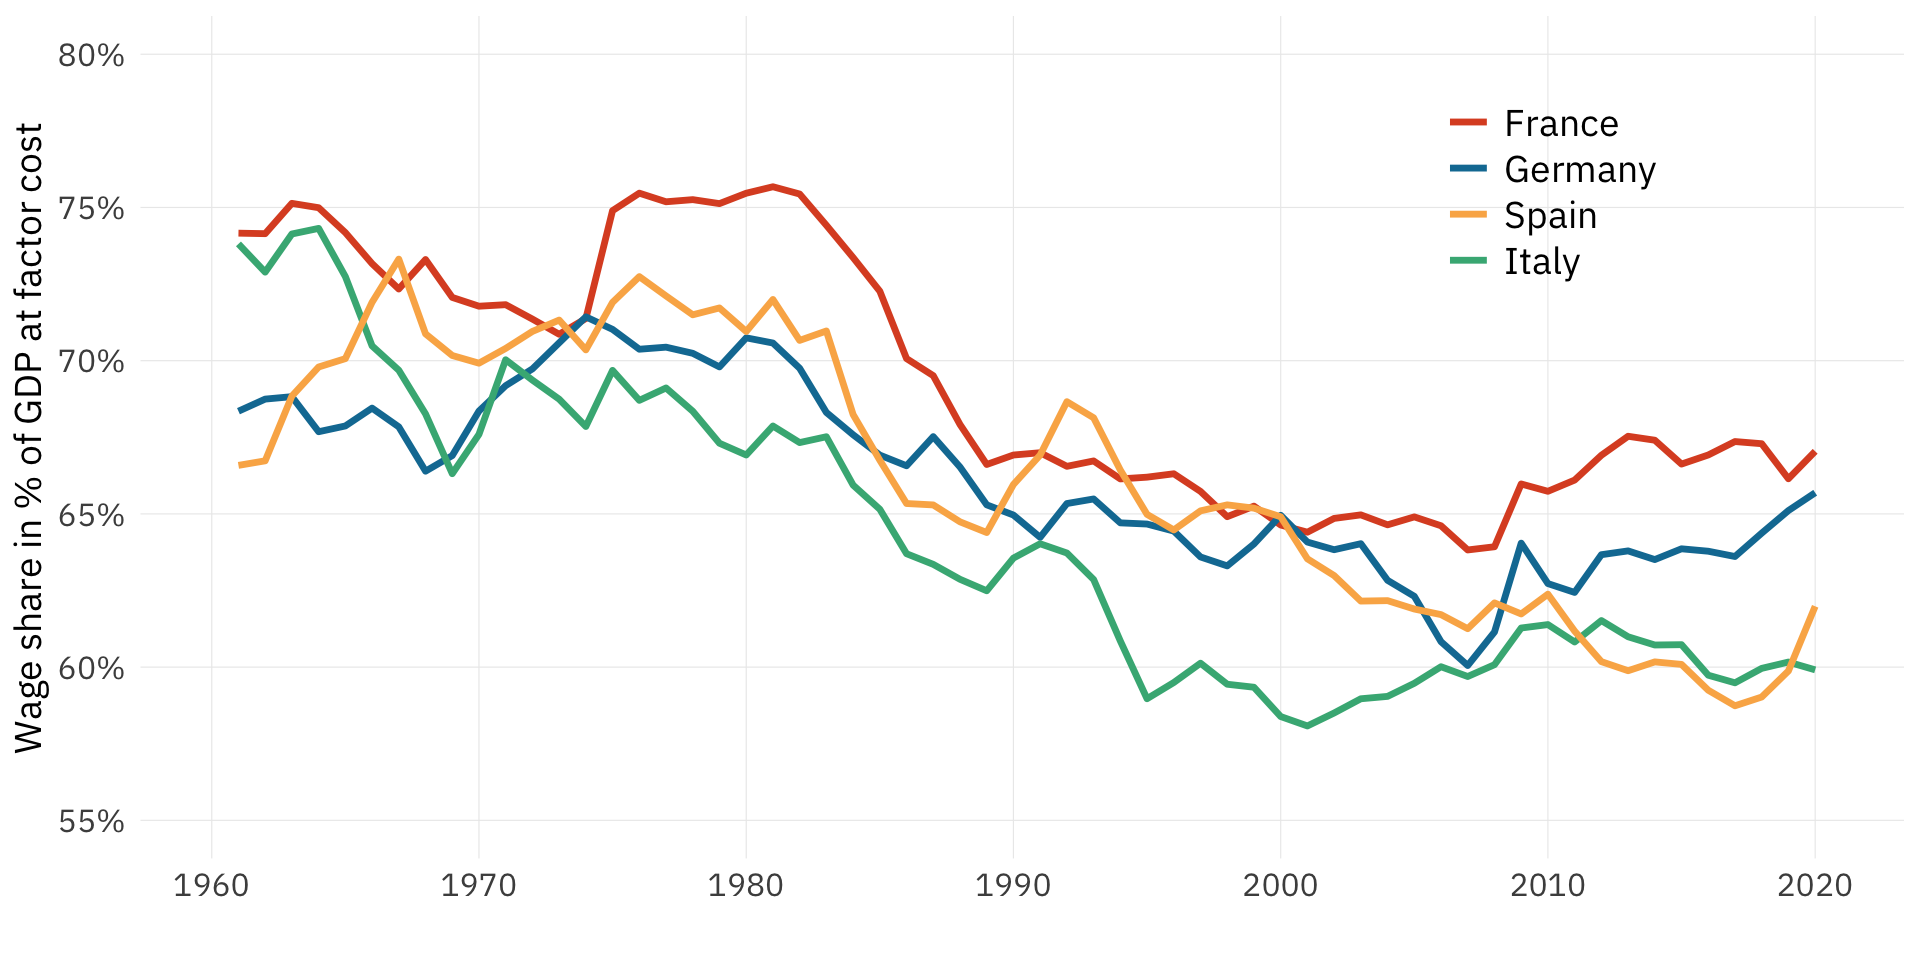 Wage share in % of GDP at factor cost
80%
75%
70%
65%
60%
55%
France
Germany
Spain
Italy
1960 1970 1980 1990 2000 2010 2020